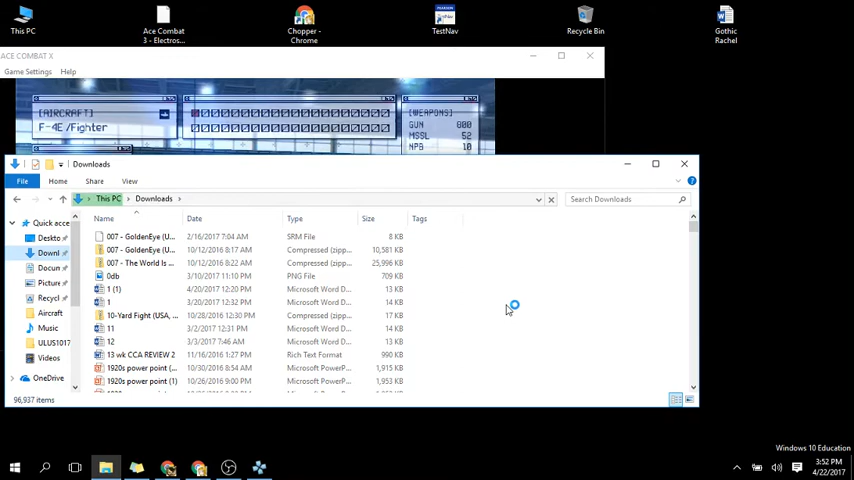 This PC
Ace Combat
3 - Electros...
Chopper -
Chrome
PEARSON
TestNav
Recycle Bin
Gothic
Rachel
ACE COMBAT X
Game Settings Help
[AIRCRAFT]
F-4E /Fighter
[WEAPONS]
GUN 800
MSSL 52
NPB 10
Downloads
File Home Share View
This PC > Downloads >
Search Downloads
Quick acce
Name Date Type Size Tags
Deskto
Downl
Docun
Picture
Recycl
Aircraft
Music
ULUS1017
Videos
OneDrive
007 - GoldenEye (U... 2/16/2017 7:04 AM SRM File 8 KB
007 - GoldenEye (U... 10/12/2016 8:17 AM Compressed (zipp... 10,581 KB
007 - The World Is ... 10/12/2016 8:22 AM Compressed (zipp... 25,996 KB
0db 3/10/2017 11:10 PM PNG File 709 KB
1 (1) 4/20/2017 12:20 PM Microsoft Word D... 13 KB
1 3/2/2017 12:32 PM Microsoft Word D... 14 KB
10-Yard Fight (USA, ... 10/28/2016 12:30 PM Compressed (zipp... 17 KB
11 3/2/2017 12:31 PM Microsoft Word D... 14 KB
12 3/3/2017 7:46 AM Microsoft Word D... 13 KB
13 wk CCA REVIEW 2 11/16/2016 1:27 PM Rich Text Format 990 KB
1920s power point (... 10/30/2016 8:54 AM Microsoft PowerP... 1,915 KB
1920s power point (1) 10/26/2016 9:00 PM Microsoft PowerP... 1,953 KB
96,937 items
Windows 10 Education
3:52 PM
4/22/2017